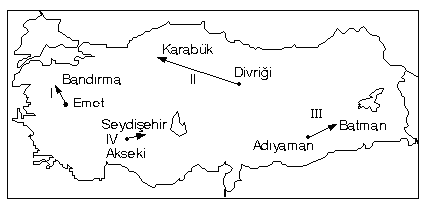 Karabük
Bandırma
Divriği
II
I
Emet
III
Seydişehir
Batman
IV
Adıyaman
Akseki